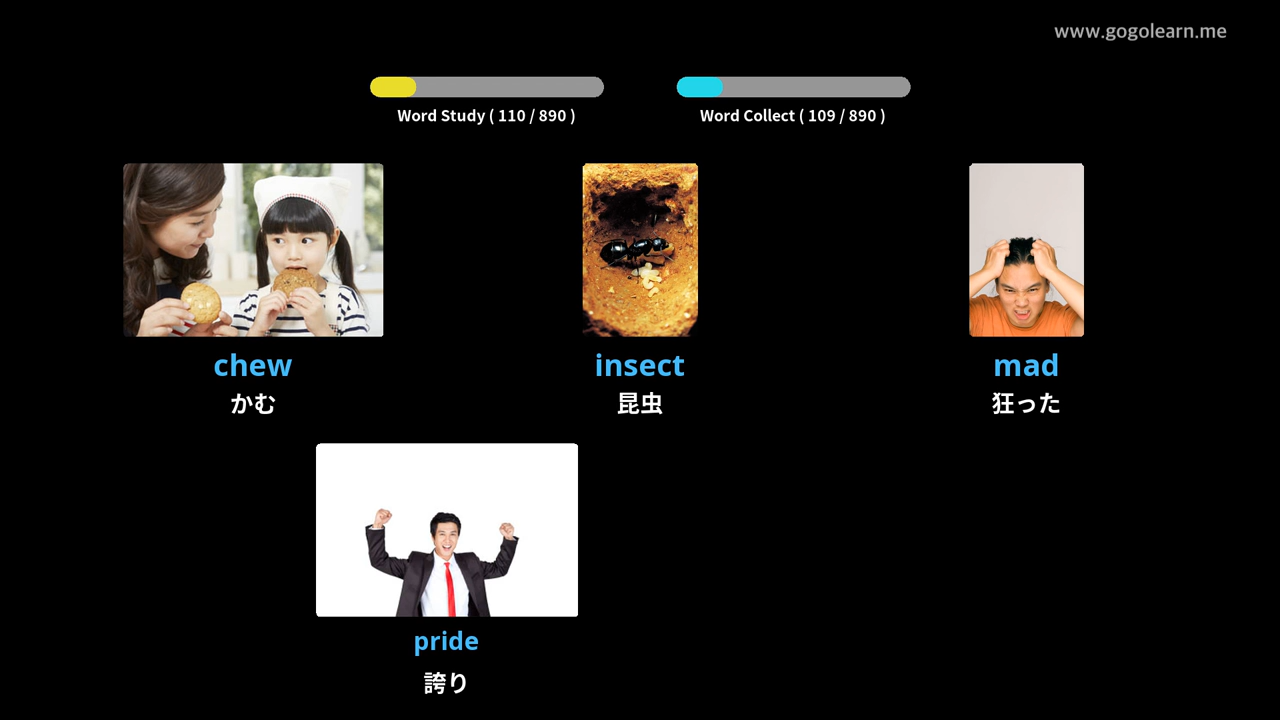 www.gogolearn.me
Word Study ( 110 / 890 )
Word Collect ( 109 / 890 )
chew
insect
mad
かむ
昆虫
狂った
pride
誇り